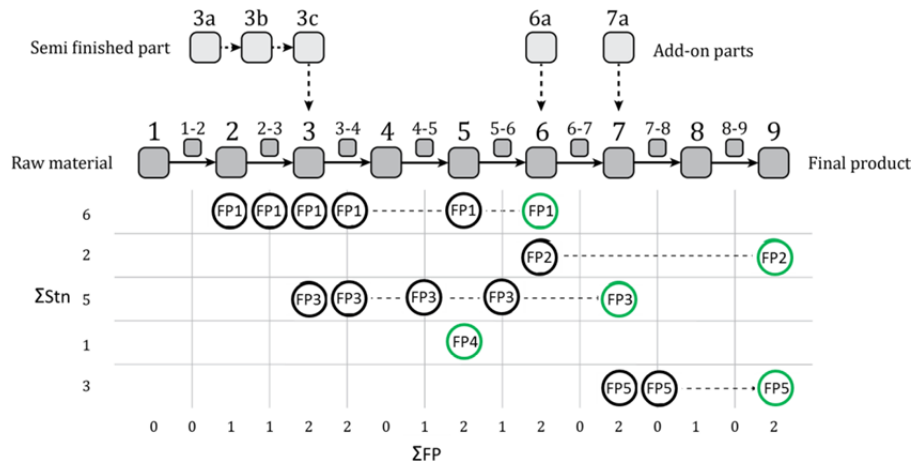 3a 3b 3c 6a 7a
Semi finished part Add-on parts
1 1-2 2 2-3 3 3-4 4 4-5 5 5-6 6 6-7 7 7-8 8 8-9 9
Raw material Final product
6 FP1 FP1 FP1 FP1 FP1 FP1
2 FP2 FP2
ΣStn 5 FP3 FP3 FP3 FP3 FP3
1 FP4
3 FP5 FP5 FP5
0 0 1 1 2 2 0 1 2 1 2 0 2 0 1 0 2
ΣFP